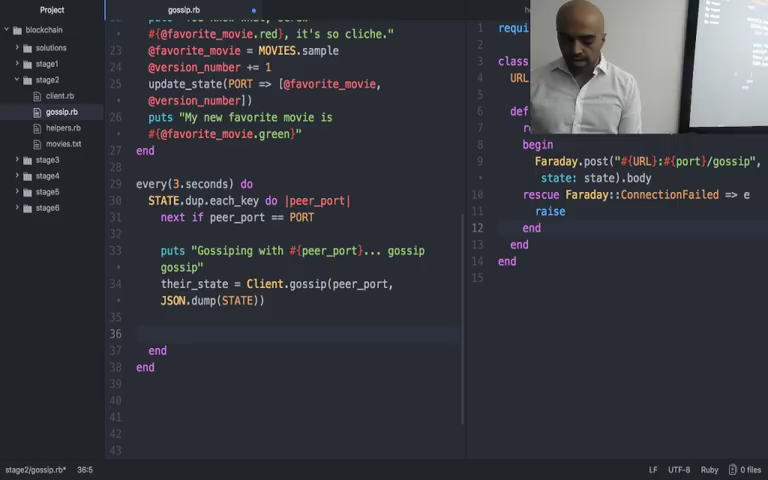 Project
blockchain
solutions
stage1
stage2
client.rb
gossip.rb
helpers.rb
movies.txt
stage3
stage4
stage5
stage6
gossip.rb
#{@favorite_movie.red}, it's so cliche."
23 @favorite_movie = MOVIES.sample
24 @version_number += 1
25 update_state(PORT => [@favorite_movie,
@version_number])
26 puts "My new favorite movie is
#{@favorite_movie.green}"
27 end
28
29 every(3.seconds) do
30 STATE.dup.each_key do |peer_port|
31 next if peer_port == PORT
32
33 puts "Gossiping with #{peer_port}... gossip
gossip"
34 their_state = Client.gossip(peer_port,
JSON.dump(STATE))
35
36
37 end
38 end
39
40
41
42
43
1 requi
2
3 class
4 URL
5
6 def
7
8 begin
9 Faraday.post("#{URL}:#{port}/gossip",
state: state).body
10 rescue Faraday::ConnectionFailed => e
11 raise
12 end
13 end
14 end
15
stage2/gossip.rb* 36:5
LF UTF-8 Ruby 0 files